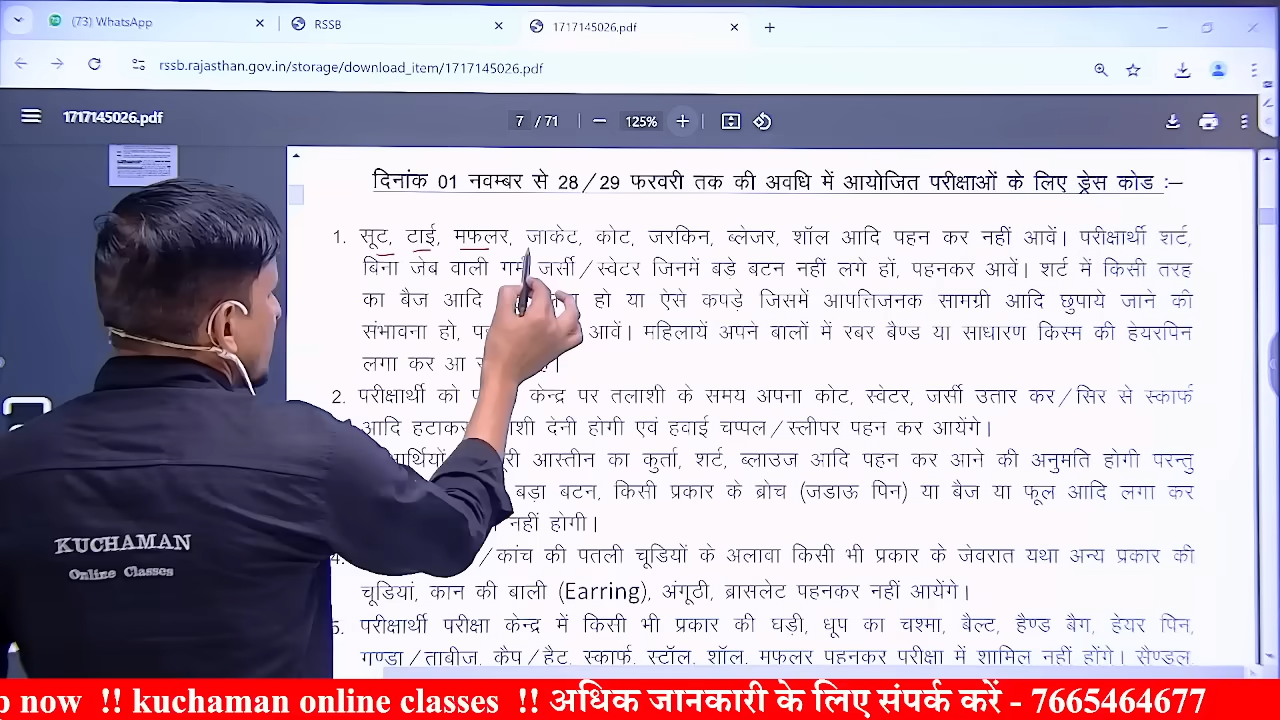 (73) WhatsApp
RSSB
1717145026.pdf
rssb.rajasthan.gov.in/storage/download_item/1717145026.pdf
1717145026.pdf
7 / 71
125%
दिनांक 01 नवम्बर से 28/29 फरवरी तक की अवधि में आयोजित परीक्षाओं के लिए ड्रेस कोड :–
1. सूट, टाई, मफलर, जाकेट, कोट, जरकिन, ब्लेजर, शॉल आदि पहन कर नहीं आवें। परीक्षार्थी शर्ट,
बिना जेब वाली जर्सी/स्वेटर जिनमें बडे बटन नहीं लगे हों, पहनकर आवें। शर्ट में किसी तरह
का बैज आदि हो या ऐसे कपड़े जिसमें आपत्तिजनक सामग्री आदि छुपाये जाने की
संभावना हो, आवें। महिलायें अपने बालों में रबर बैण्ड या साधारण किस्म की हेयरपिन
लगा कर आ
2. परीक्षार्थी को केन्द्र पर तलाशी के समय अपना कोट, स्वेटर, जर्सी उतार कर/सिर से स्कार्फ
आदि हटाकर देनी होगी एवं हवाई चप्पल/स्लीपर पहन कर आयेंगे।
आस्तीन का कुर्ता, शर्ट, ब्लाउज आदि पहन कर आने की अनुमति होगी परन्तु
बड़ा बटन, किसी प्रकार के ब्रोच (जडाऊ पिन) या बैज या फूल आदि लगा कर
नहीं होगी।
/कांच की पतली चूडियों के अलावा किसी भी प्रकार के जेवरात यथा अन्य प्रकार की
चूडियां, कान की बाली (Earring), अंगूठी, ब्रासलेट पहनकर नहीं आयेंगे।
5. परीक्षार्थी परीक्षा केन्द्र में किसी भी प्रकार की घड़ी, धूप का चश्मा, बैल्ट, हैण्ड बैग, हेयर पिन,
गण्डा/ताबीज, कैप/हैट, स्कार्फ, स्टॉल, शॉल, मफलर पहनकर परीक्षा में शामिल नहीं होंगे। सैण्डल,
KUCHAMAN
Online Classes
now !! kuchaman online classes !! अधिक जानकारी के लिए संपर्क करें - 7665464677